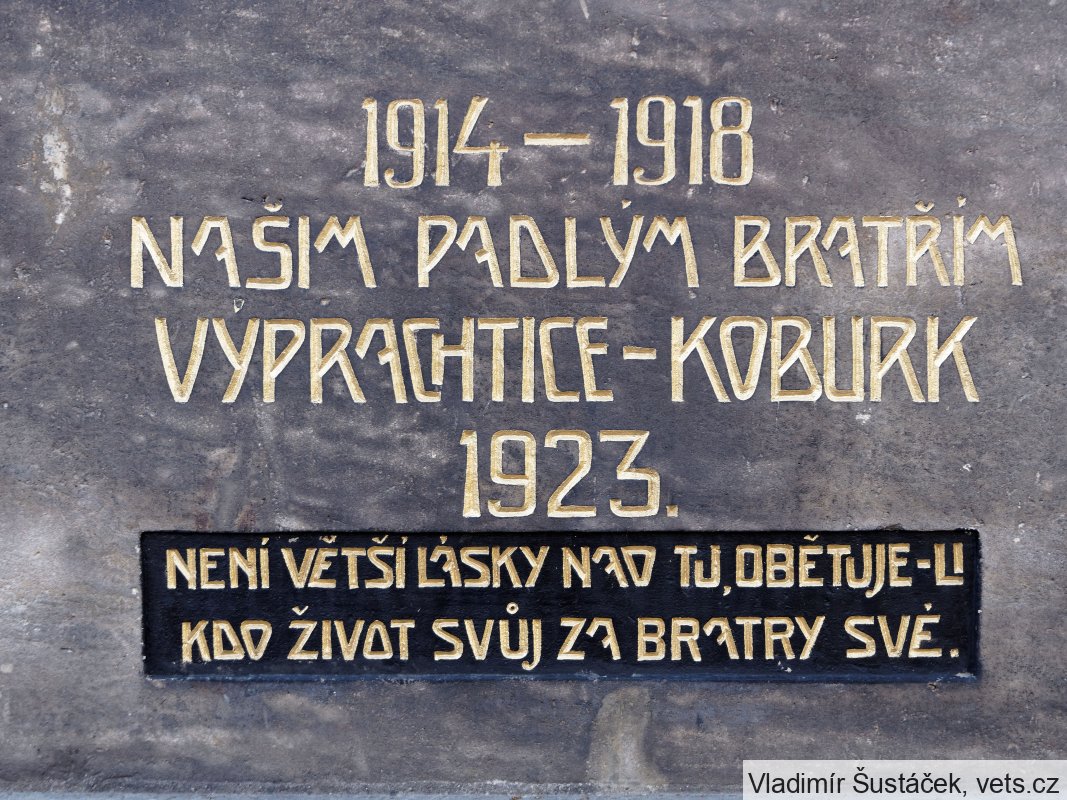 1914 – 1918
NAŠIM PADLÝM BRATŘÍM
VÝPRACHTICE – KOBURK
1923.
NENÍ VĚTŠÍ LÁSKY NAD TU, OBĚTUJE-LI
KDO ŽIVOT SVŮJ ZA BRATRY SVÉ.
Vladimír Šustáček, vets.cz